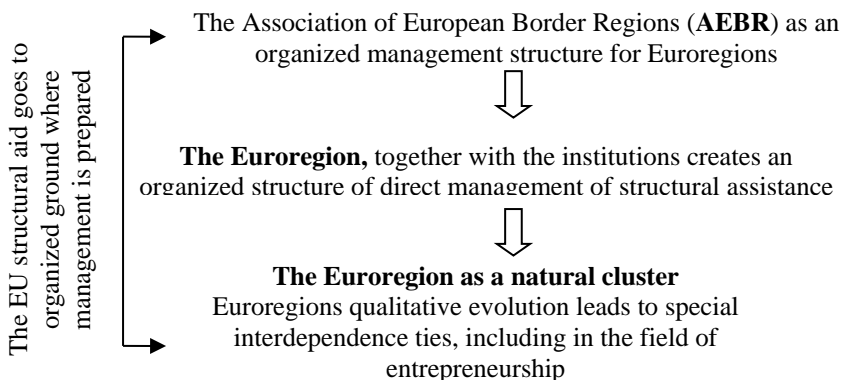 The EU structural aid goes to
organized ground where
management is prepared
The Association of European Border Regions (AEBR) as an
organized management structure for Euroregions
The Euroregion, together with the institutions creates an
organized structure of direct management of structural assistance
The Euroregion as a natural cluster
Euroregions qualitative evolution leads to special
interdependence ties, including in the field of
entrepreneurship